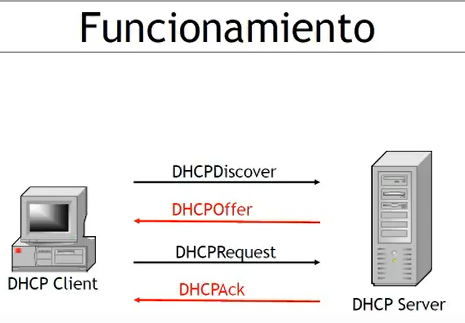 Funcionamiento
DHCPDiscover
DHCPOffer
DHCPRequest
DHCPAck
DHCP Client
DHCP Server